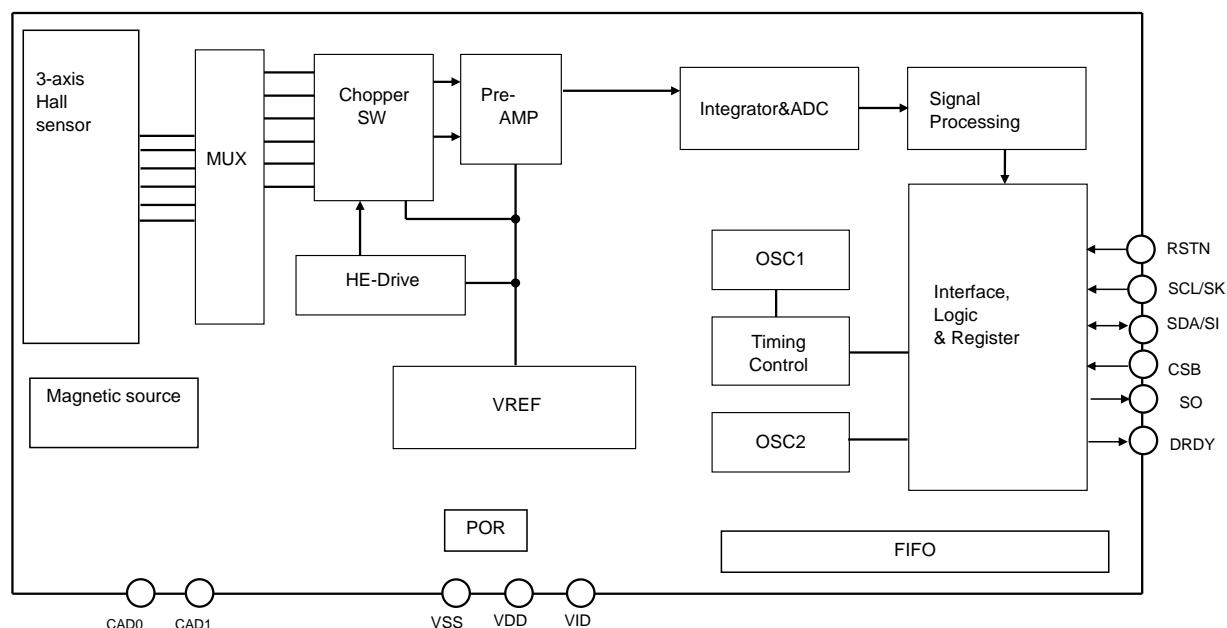 3-axis
Hall
sensor
MUX
Chopper
SW
Pre-
AMP
Integrator&ADC
Signal
Processing
HE-Drive
OSC1
Timing
Control
Interface,
Logic
& Register
RSTN
SCL/SK
SDA/SI
CSB
SO
DRDY
Magnetic source
VREF
OSC2
POR
FIFO
CAD0
CAD1
VSS
VDD
VID